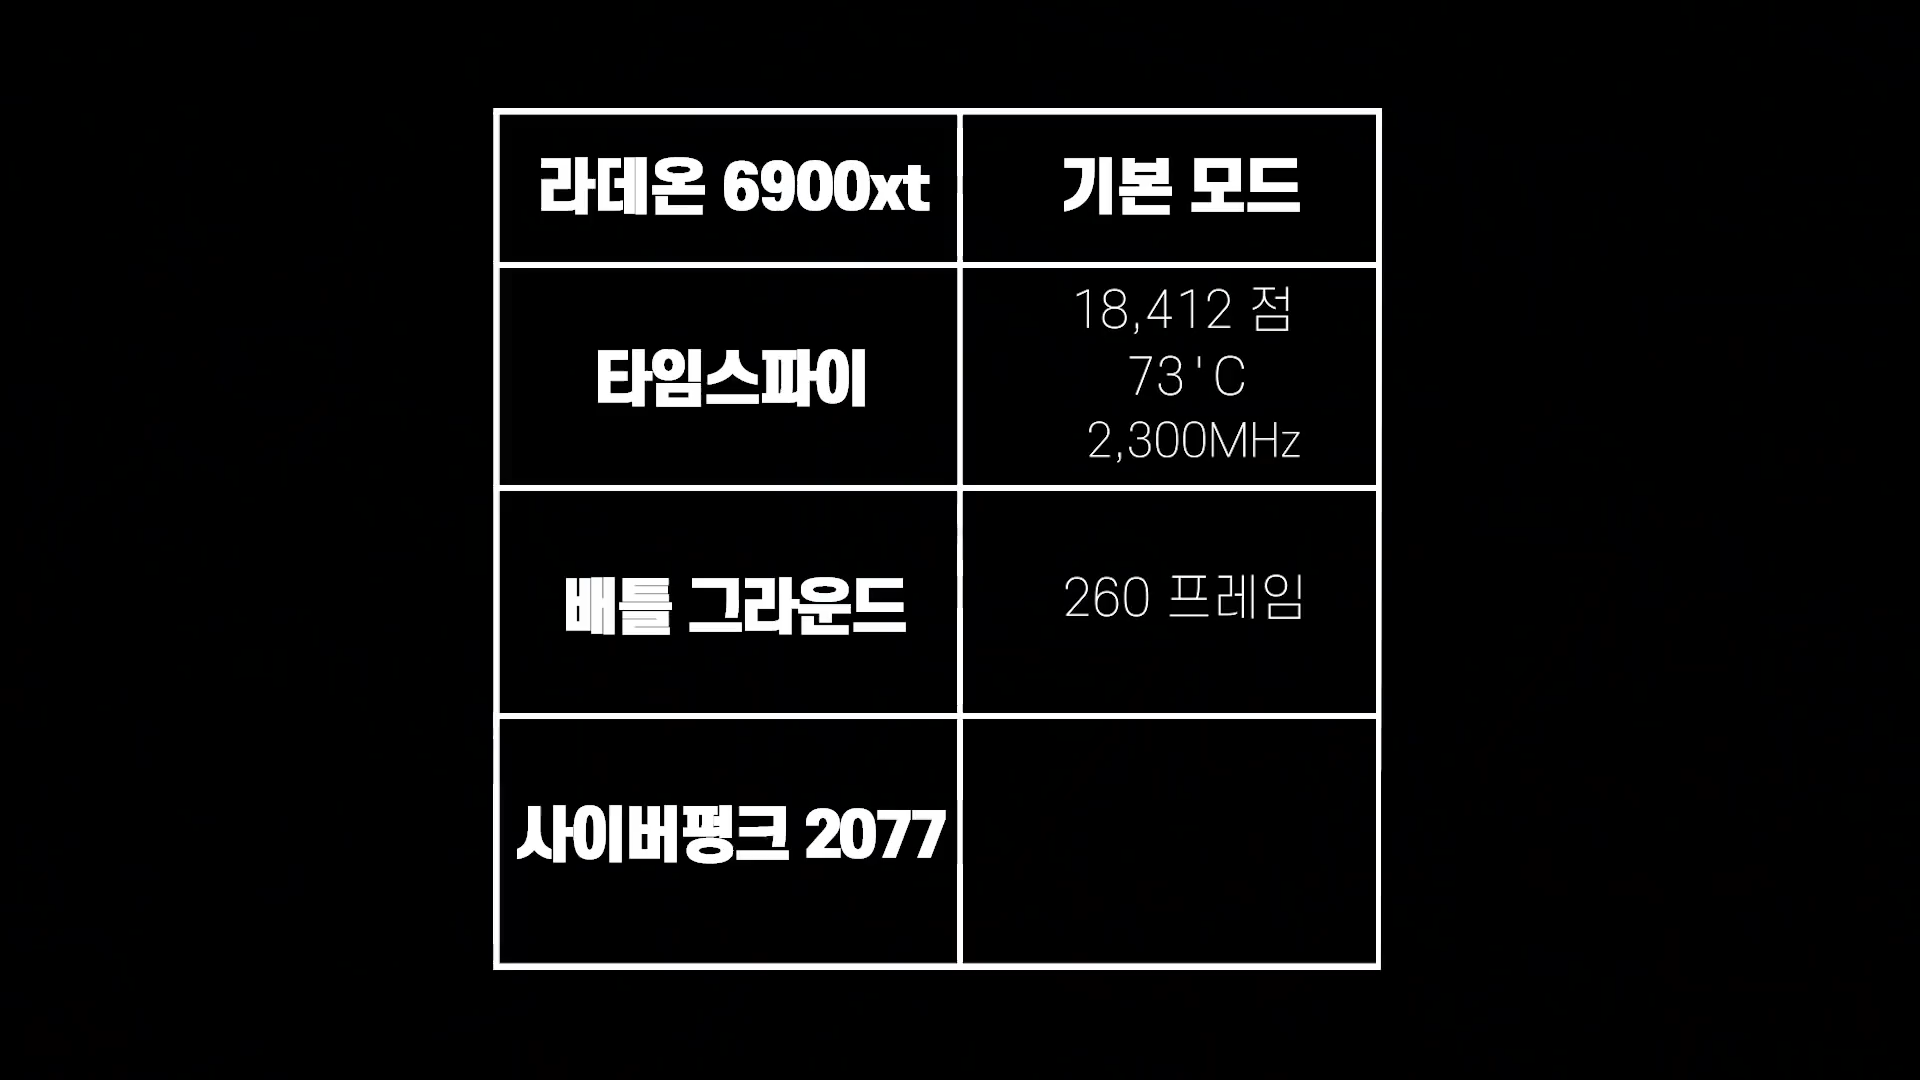 라데온 6900xt
기본 모드
타임스파이
18,412 점
73'C
2,300MHz
배틀 그라운드
260 프레임
사이버펑크 2077